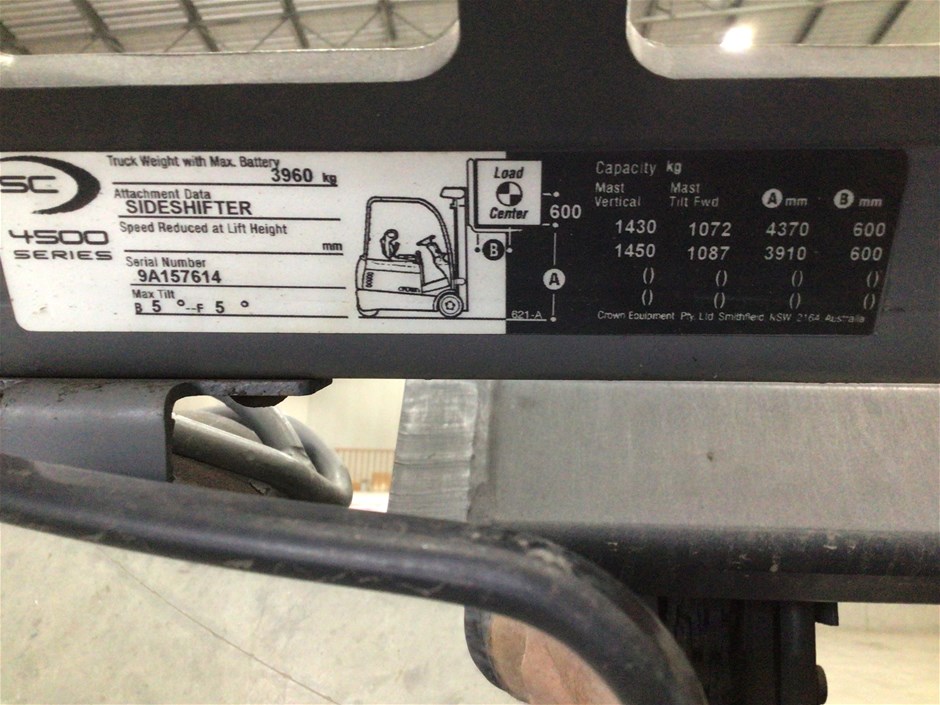 SC
4500
SERIES
Truck Weight with Max. Battery
3960 kg
Attachment Data
SIDESHIFTER
Speed Reduced at Lift Height
mm
Serial Number
9A157614
Max Tilt
B 5 °--F 5 °
CROWN
Load
Center
600
B
A
621-A
Capacity kg
Mast Vertical
Mast Tilt Fwd
A mm
B mm
1430 1072 4370 600
1450 1087 3910 600
() () () ()
() () () ()
Crown Equipment Pty. Ltd Smithfield NSW 2164 Australia